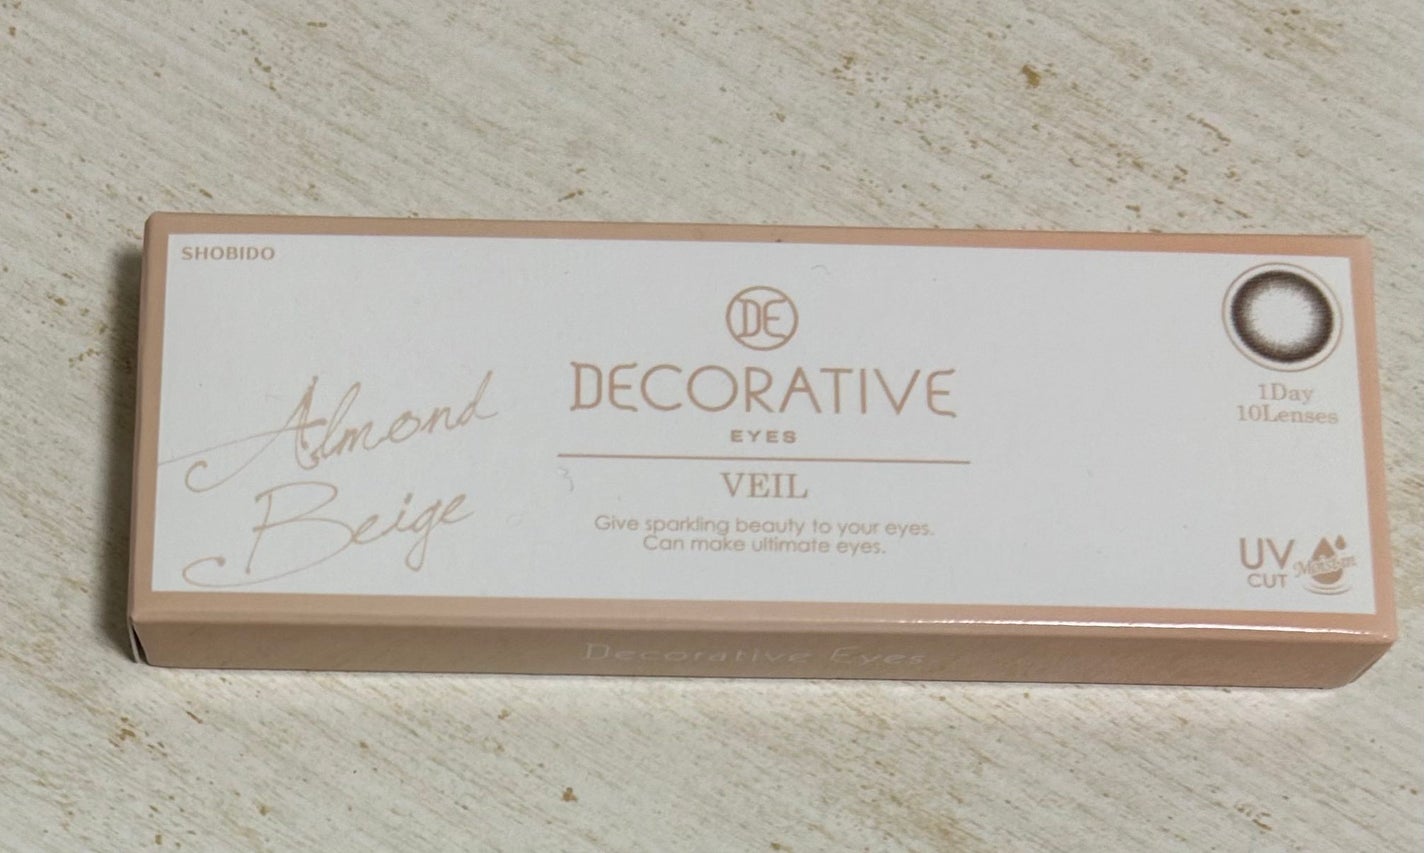 SHOBIDO
DE
DECORATIVE
EYES
VEIL
Give sparkling beauty to your eyes.
Can make ultimate eyes.
Almond
Beige
1Day
10Lenses
UV
CUT
Decorative Eyes